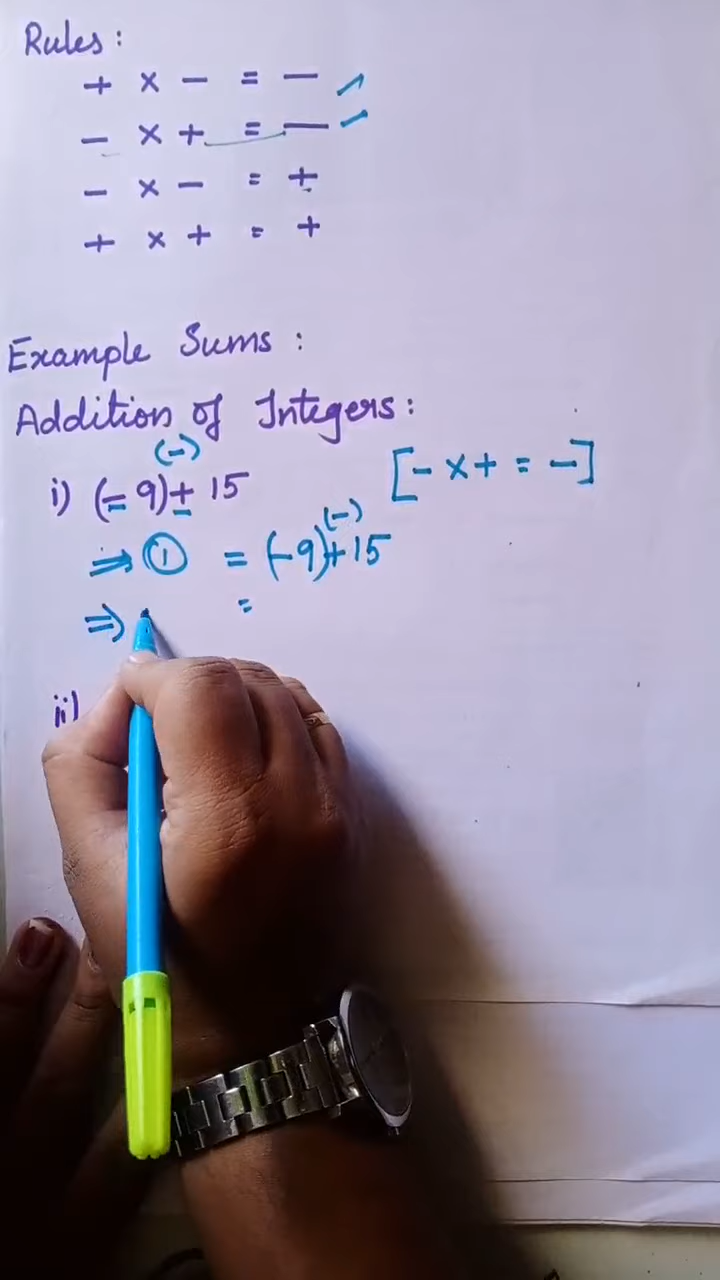 Rules:
+ × − = −
− × + = −
− × − = +
+ × + = +
Example Sums:
Addition of Integers:
(−)
i) (− 9) + 15 [− × + = −]
(−)
⇒ ① = (−9)+15
⇒ =
ii)